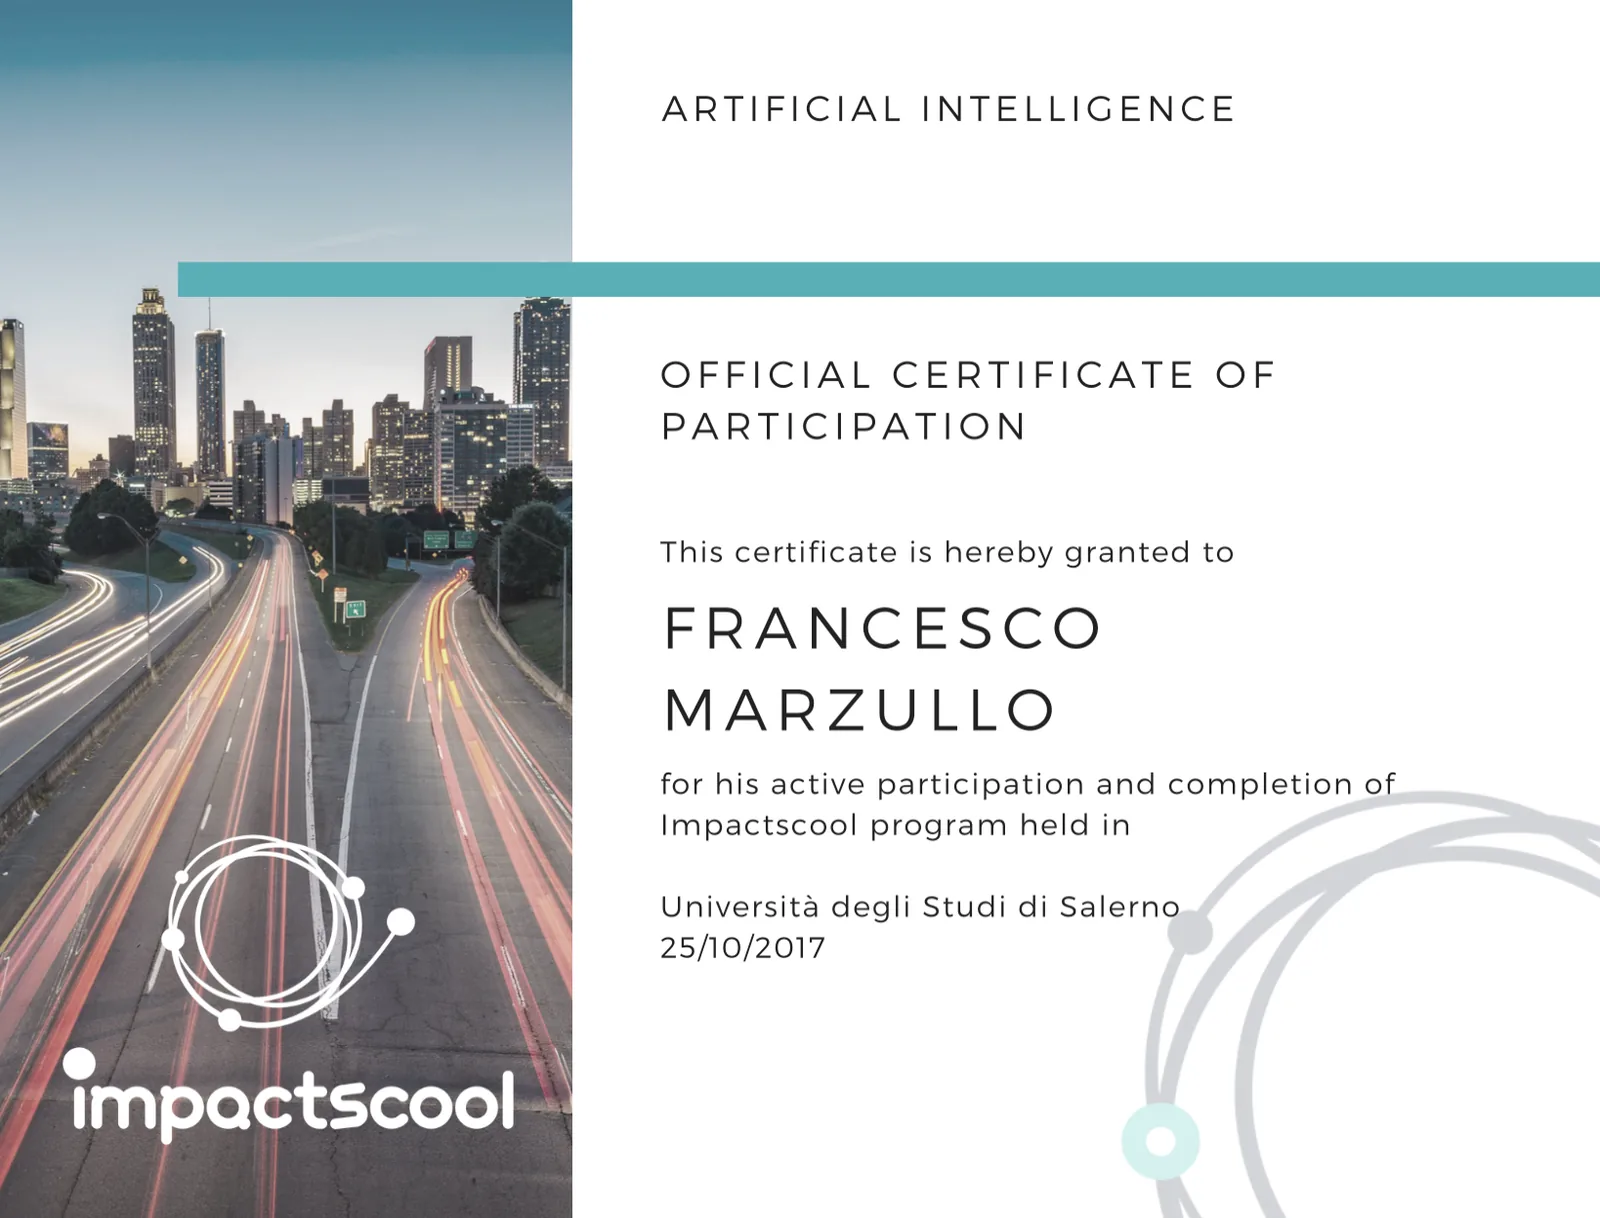 ARTIFICIAL INTELLIGENCE
OFFICIAL CERTIFICATE OF
PARTICIPATION
This certificate is hereby granted to
FRANCESCO
MARZULLO
for his active participation and completion of
Impactscool program held in
Università degli Studi di Salerno
25/10/2017
impactscool